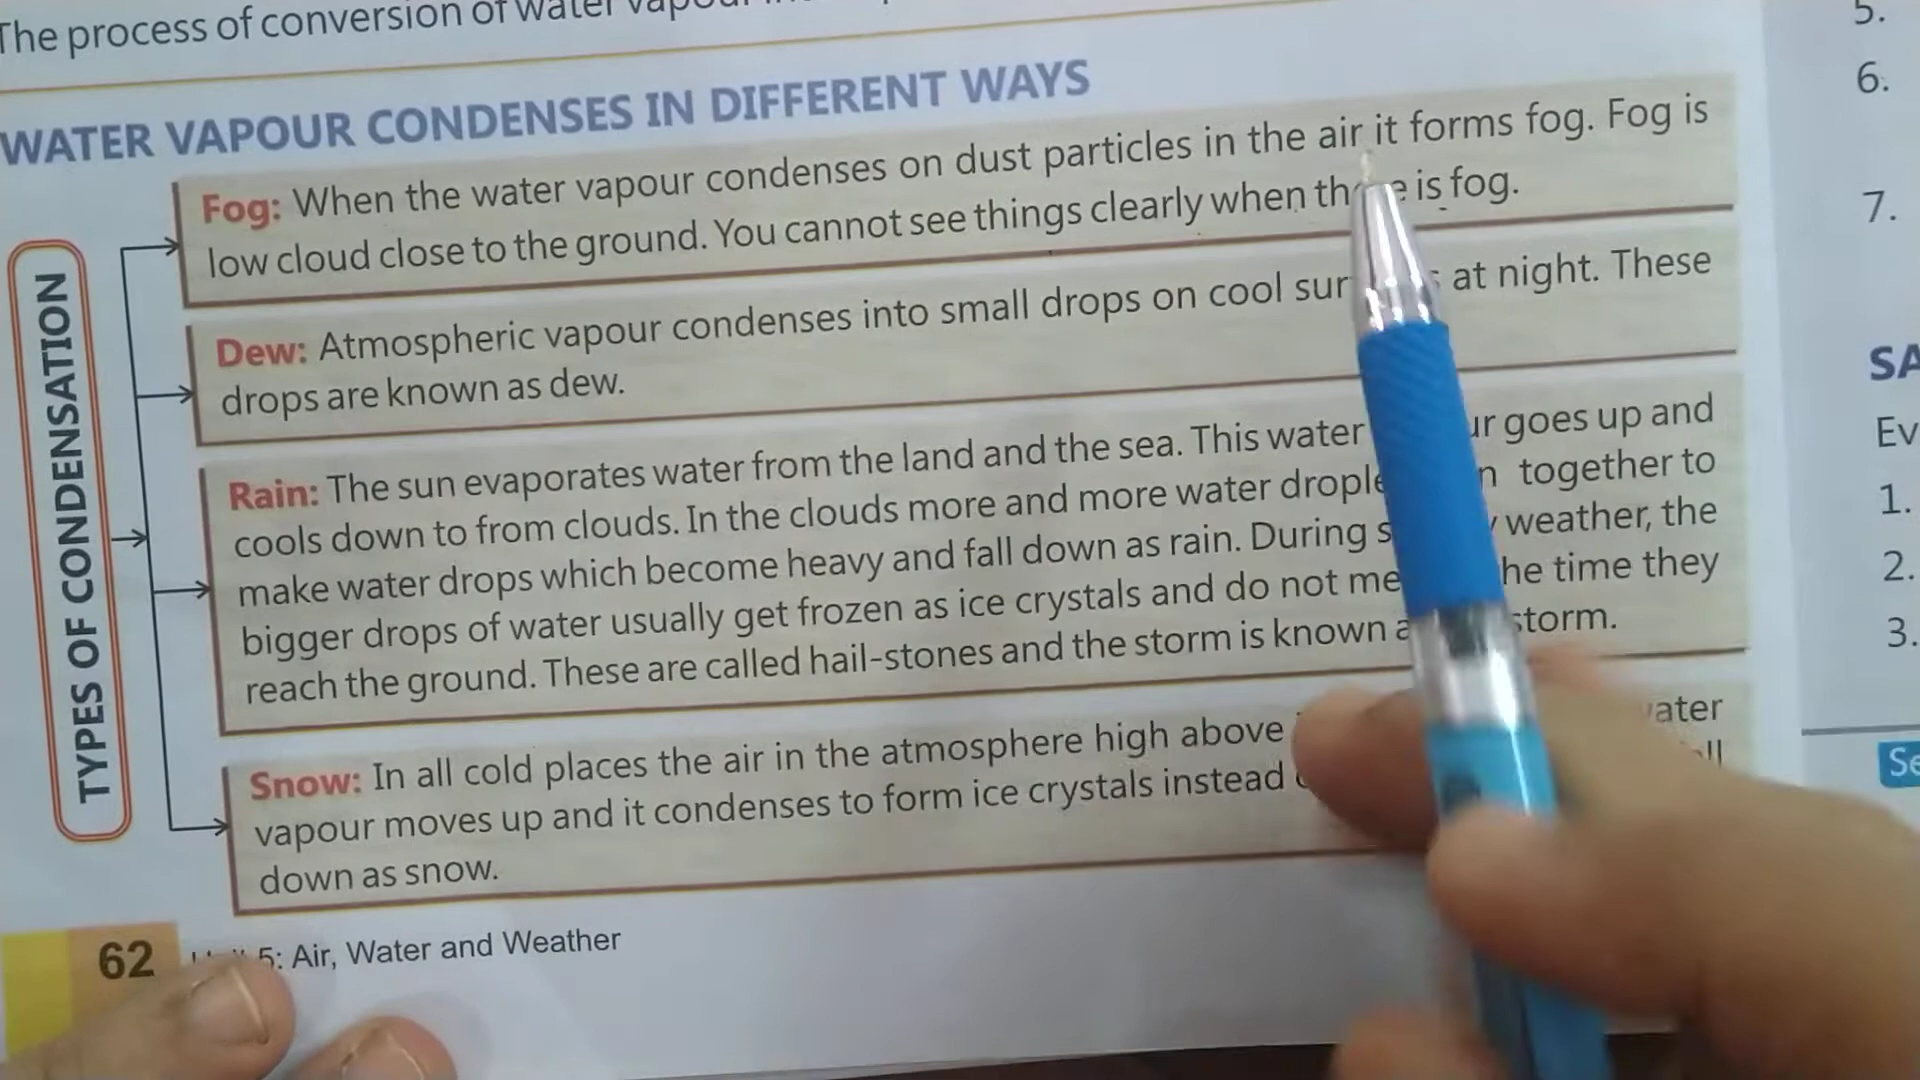 The process of conversion of water vapour
WATER VAPOUR CONDENSES IN DIFFERENT WAYS
TYPES OF CONDENSATION
Fog: When the water vapour condenses on dust particles in the air it forms fog. Fog is
low cloud close to the ground. You cannot see things clearly when is fog.
Dew: Atmospheric vapour condenses into small drops on cool at night. These
drops are known as dew.
Rain: The sun evaporates water from the land and the sea. This water goes up and
cools down to from clouds. In the clouds more and more water together to
make water drops which become heavy and fall down as rain. During weather, the
bigger drops of water usually get frozen as ice crystals and do not time they
reach the ground. These are called hail-stones and the storm is known
Snow: In all cold places the air in the atmosphere high above water
vapour moves up and it condenses to form ice crystals instead
down as snow.
62 5: Air, Water and Weather
5.
6.
7.
SA
Ev
1.
2.
3.
Se